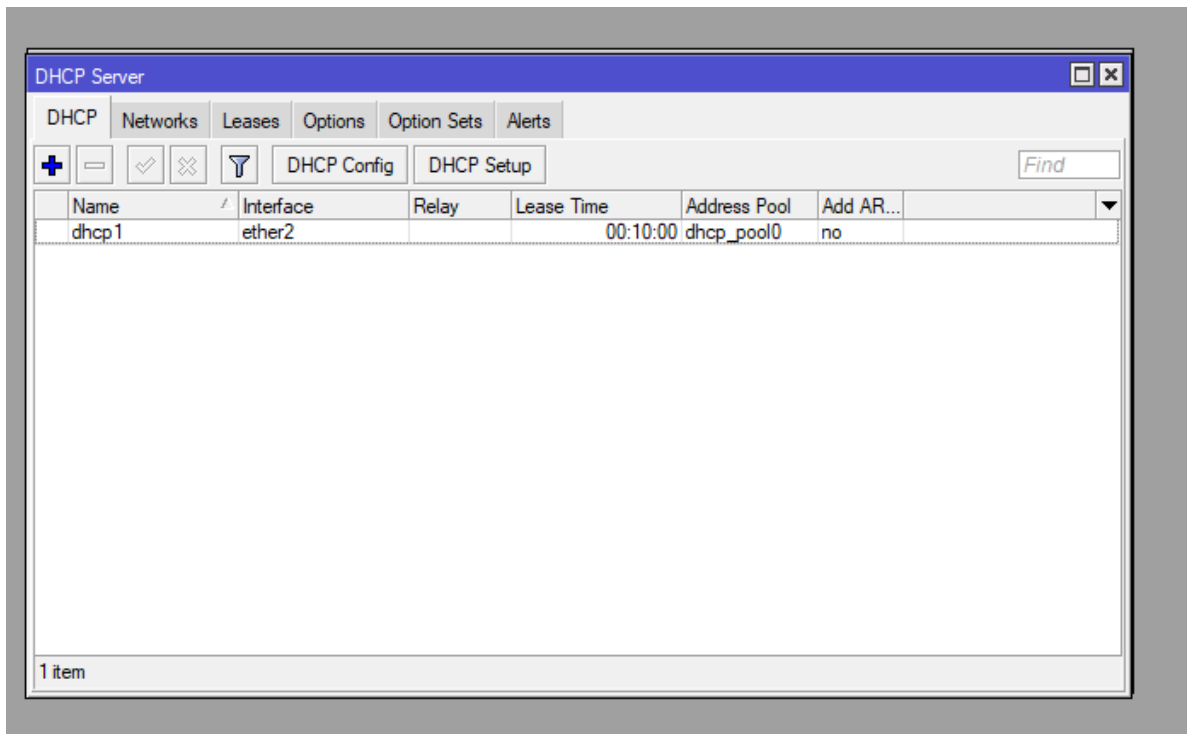 DHCP Server
DHCP Networks Leases Options Option Sets Alerts
DHCP Config DHCP Setup Find
Name Interface Relay Lease Time Address Pool Add AR...
dhcp1 ether2 00:10:00 dhcp_pool0 no
1 item